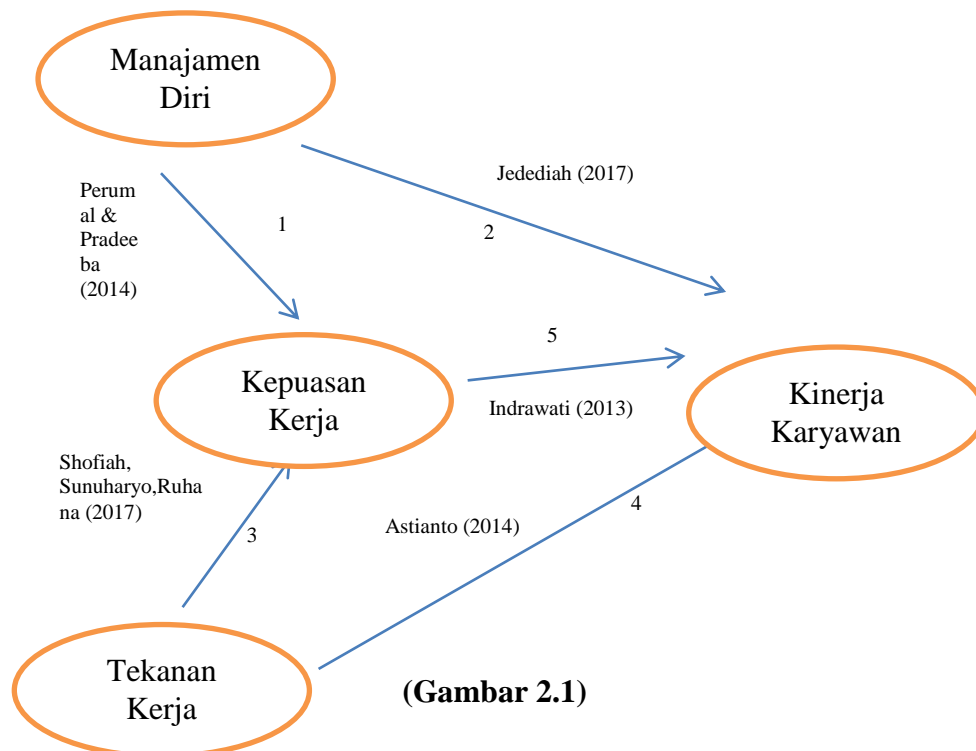 Manajamen
Diri
Jedediah (2017)
Perum
al &
Pradee
ba
(2014)
1
2
5
Kepuasan
Kerja
Kinerja
Karyawan
Indrawati (2013)
Shofiah,
Sunuharyo,Ruha
na (2017)
3
Astianto (2014)
4
Tekanan
Kerja
(Gambar 2.1)